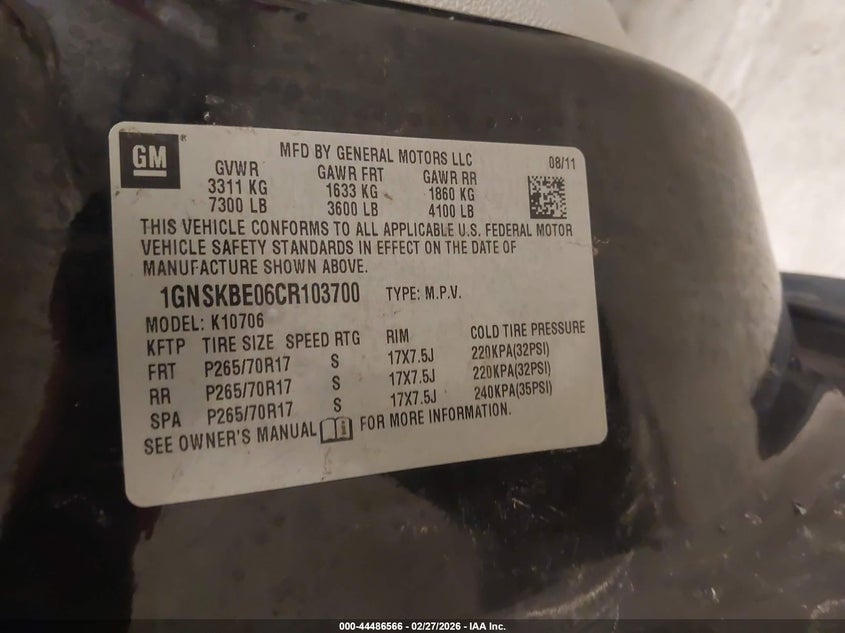 GM ®
MFD BY GENERAL MOTORS LLC 08/11
GVWR GAWR FRT GAWR RR
3311 KG 1633 KG 1860 KG
7300 LB 3600 LB 4100 LB
THIS VEHICLE CONFORMS TO ALL APPLICABLE U.S. FEDERAL MOTOR
VEHICLE SAFETY STANDARDS IN EFFECT ON THE DATE OF
MANUFACTURE SHOWN ABOVE.
1GNSKBE06CR103700 TYPE: M.P.V.
MODEL: K10706
KFTP TIRE SIZE SPEED RTG RIM COLD TIRE PRESSURE
FRT P265/70R17 S 17X7.5J 220KPA(32PSI)
RR P265/70R17 S 17X7.5J 220KPA(32PSI)
SPA P265/70R17 S 17X7.5J 240KPA(35PSI)
SEE OWNER'S MANUAL i FOR MORE INFORMATION.
000-44486566 - 02/27/2026 - IAA Inc.